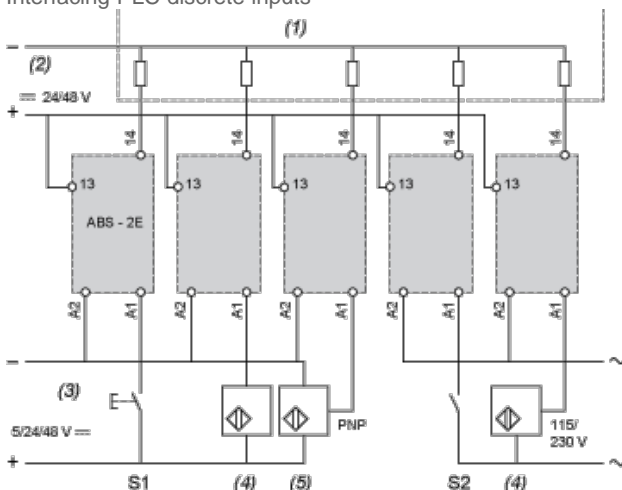 Interfacing PLC discrete inputs
(1)
–
(2)
24/48 V
+
14 14 14 14 14
13 13 13 13 13
ABS - 2E
A2 A1 A2 A1 A2 A1 A2 A1 A2 A1
– ~
(3)
PNP
5/24/48 V
115/
230 V
+ ~
S1 (4) (5) S2 (4)